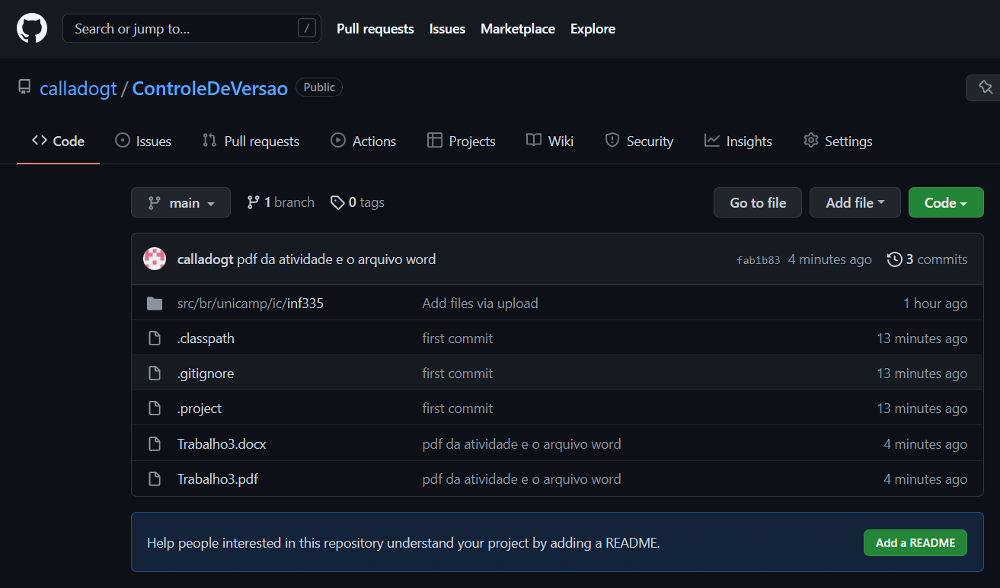 Search or jump to... /
Pull requests Issues Marketplace Explore
calladogt / ControleDeVersao Public
Code Issues Pull requests Actions Projects Wiki Security Insights Settings
main 1 branch 0 tags Go to file Add file Code
calladogt pdf da atividade e o arquivo word fab1b83 4 minutes ago 3 commits
src/br/unicamp/ic/inf335 Add files via upload 1 hour ago
.classpath first commit 13 minutes ago
.gitignore first commit 13 minutes ago
.project first commit 13 minutes ago
Trabalho3.docx pdf da atividade e o arquivo word 4 minutes ago
Trabalho3.pdf pdf da atividade e o arquivo word 4 minutes ago
Help people interested in this repository understand your project by adding a README. Add a README